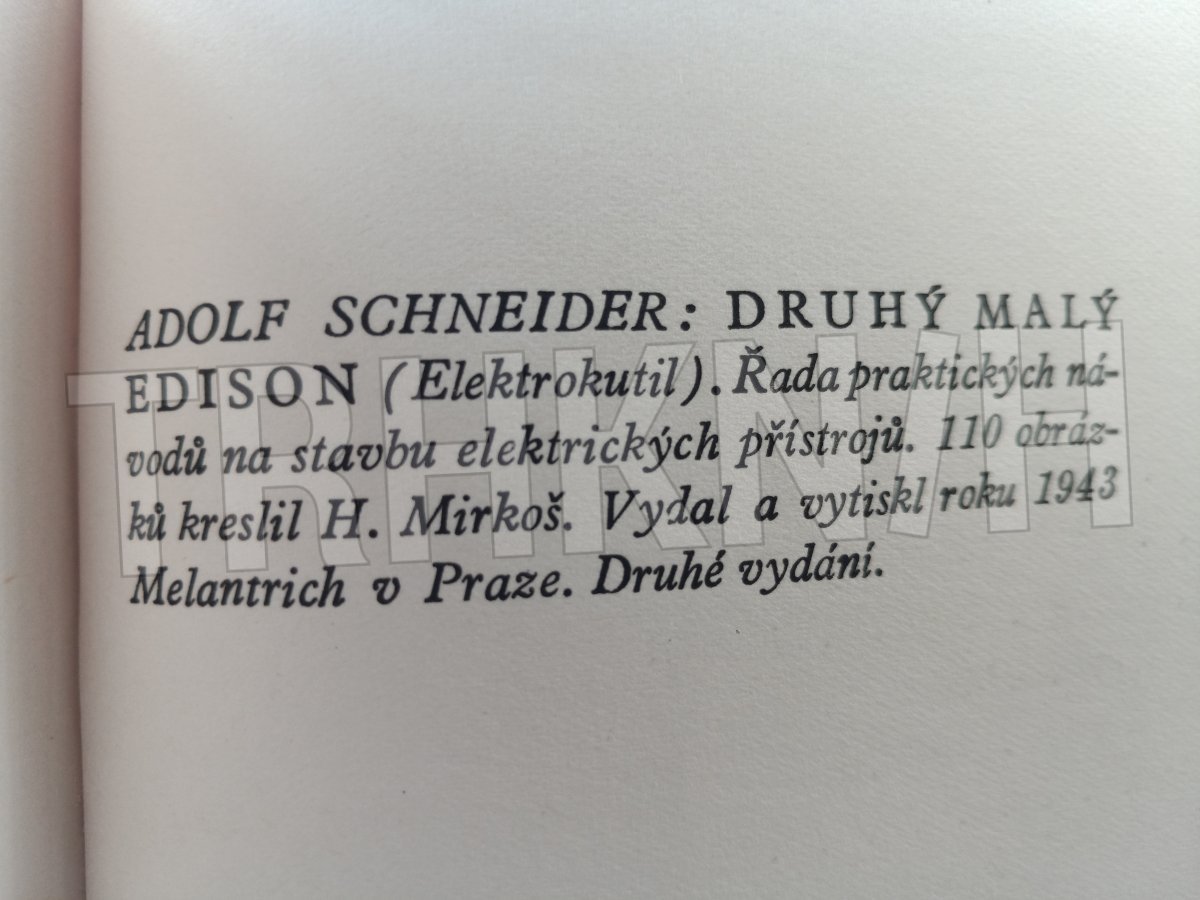 ADOLF SCHNEIDER: DRUHÝ MALÝ
EDISON (Elektrokutil). Řada praktických ná-
vodů na stavbu elektrických přístrojů. 110 obráz-
ků kreslil H. Mirkoš. Vydal a vytiskl roku 1943
Melantrich v Praze. Druhé vydání.
TRHKNIH